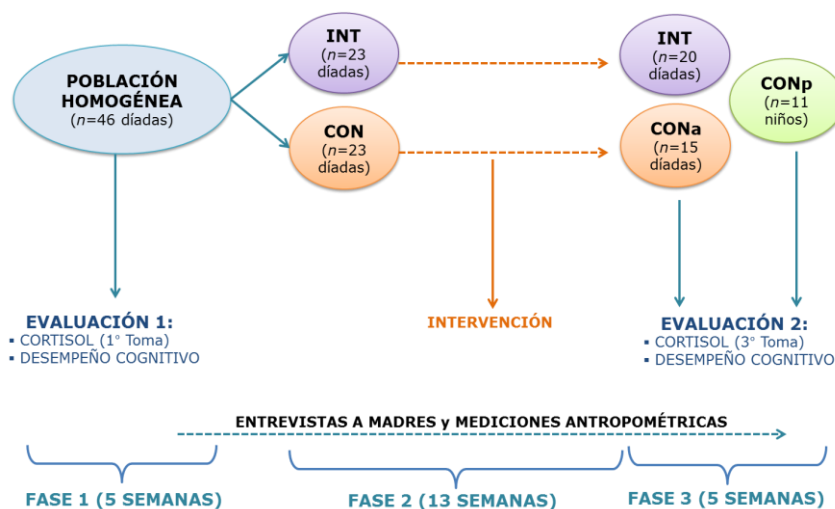 POBLACIÓN
HOMOGÉNEA
(n=46 díadas)
INT
(n=23
díadas)
CON
(n=23
díadas)
INT
(n=20
díadas)
CONa
(n=15
díadas)
CONp
(n=11
niños)
EVALUACIÓN 1:
▪ CORTISOL (1° Toma)
▪ DESEMPEÑO COGNITIVO
INTERVENCIÓN
EVALUACIÓN 2:
▪ CORTISOL (3° Toma)
▪ DESEMPEÑO COGNITIVO
ENTREVISTAS A MADRES y MEDICIONES ANTROPOMÉTRICAS
FASE 1 (5 SEMANAS)
FASE 2 (13 SEMANAS)
FASE 3 (5 SEMANAS)